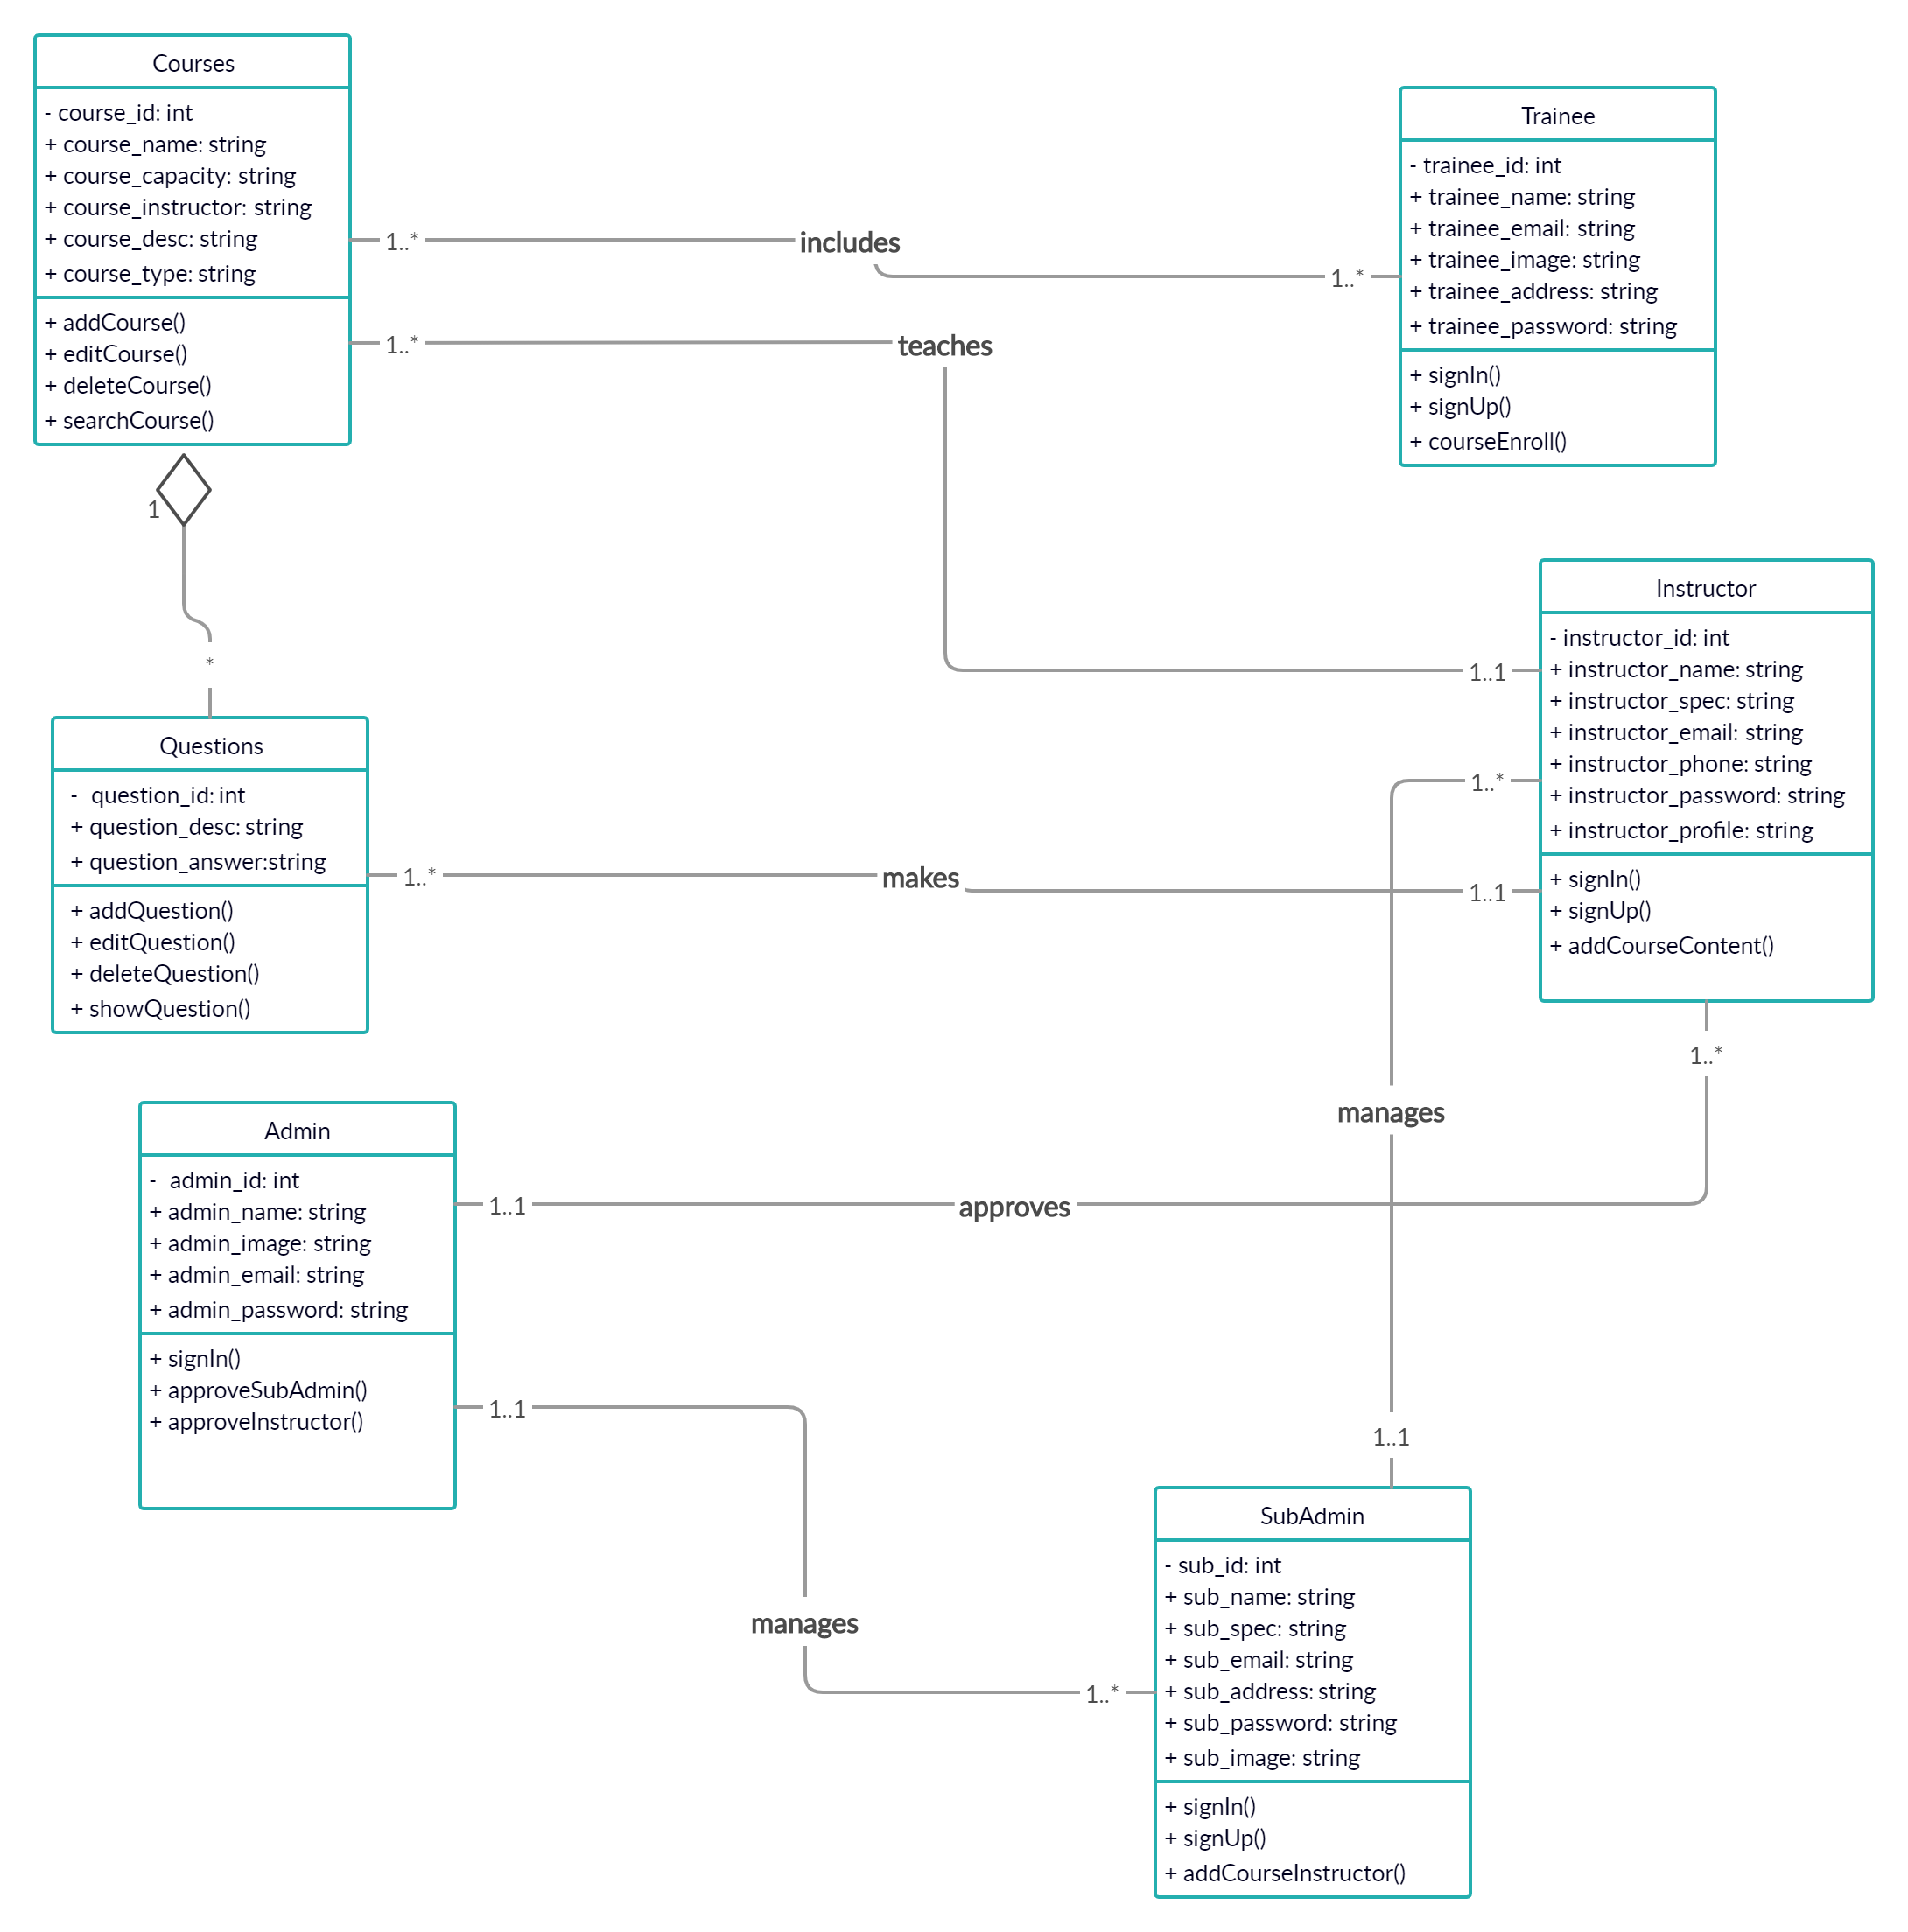 Courses
- course_id: int
+ course_name: string
+ course_capacity: string
+ course_instructor: string
+ course_desc: string
+ course_type: string
+ addCourse()
+ editCourse()
+ deleteCourse()
+ searchCourse()
1..*
includes
1..*
1..*
teaches
1..1
Trainee
- trainee_id: int
+ trainee_name: string
+ trainee_email: string
+ trainee_image: string
+ trainee_address: string
+ trainee_password: string
+ signIn()
+ signUp()
+ courseEnroll()
1
*
Instructor
- instructor_id: int
+ instructor_name: string
+ instructor_spec: string
+ instructor_email: string
+ instructor_phone: string
+ instructor_password: string
+ instructor_profile: string
+ signIn()
+ signUp()
+ addCourseContent()
Questions
- question_id: int
+ question_desc: string
+ question_answer:string
+ addQuestion()
+ editQuestion()
+ deleteQuestion()
+ showQuestion()
1..*
makes
1..1
1..*
manages
1..1
1..*
Admin
- admin_id: int
+ admin_name: string
+ admin_image: string
+ admin_email: string
+ admin_password: string
+ signIn()
+ approveSubAdmin()
+ approveInstructor()
1..1
approves
1..1
manages
1..*
SubAdmin
- sub_id: int
+ sub_name: string
+ sub_spec: string
+ sub_email: string
+ sub_address: string
+ sub_password: string
+ sub_image: string
+ signIn()
+ signUp()
+ addCourseInstructor()